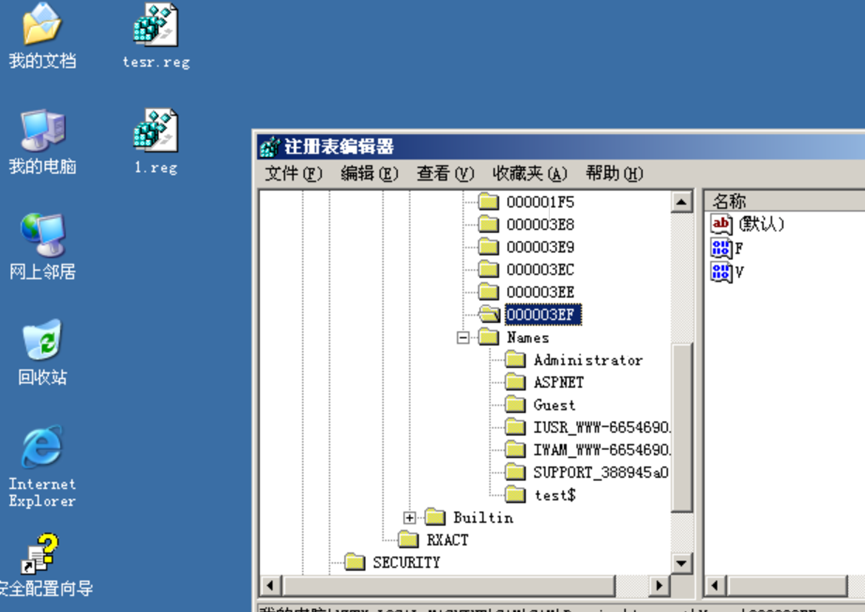 我的文档
tesr.reg
我的电脑
1.reg
网上邻居
回收站
Internet
Explorer
安全配置向导
注册表编辑器
文件(F) 编辑(E) 查看(V) 收藏夹(A) 帮助(H)
000001F5
000003E8
000003E9
000003EC
000003EE
000003EF
Names
Administrator
ASPNET
Guest
IUSR_WWW-6654690.
IWAM_WWW-6654690.
SUPPORT_388945a0
test$
Builtin
RXACT
SECURITY
名称
ab (默认)
F
V